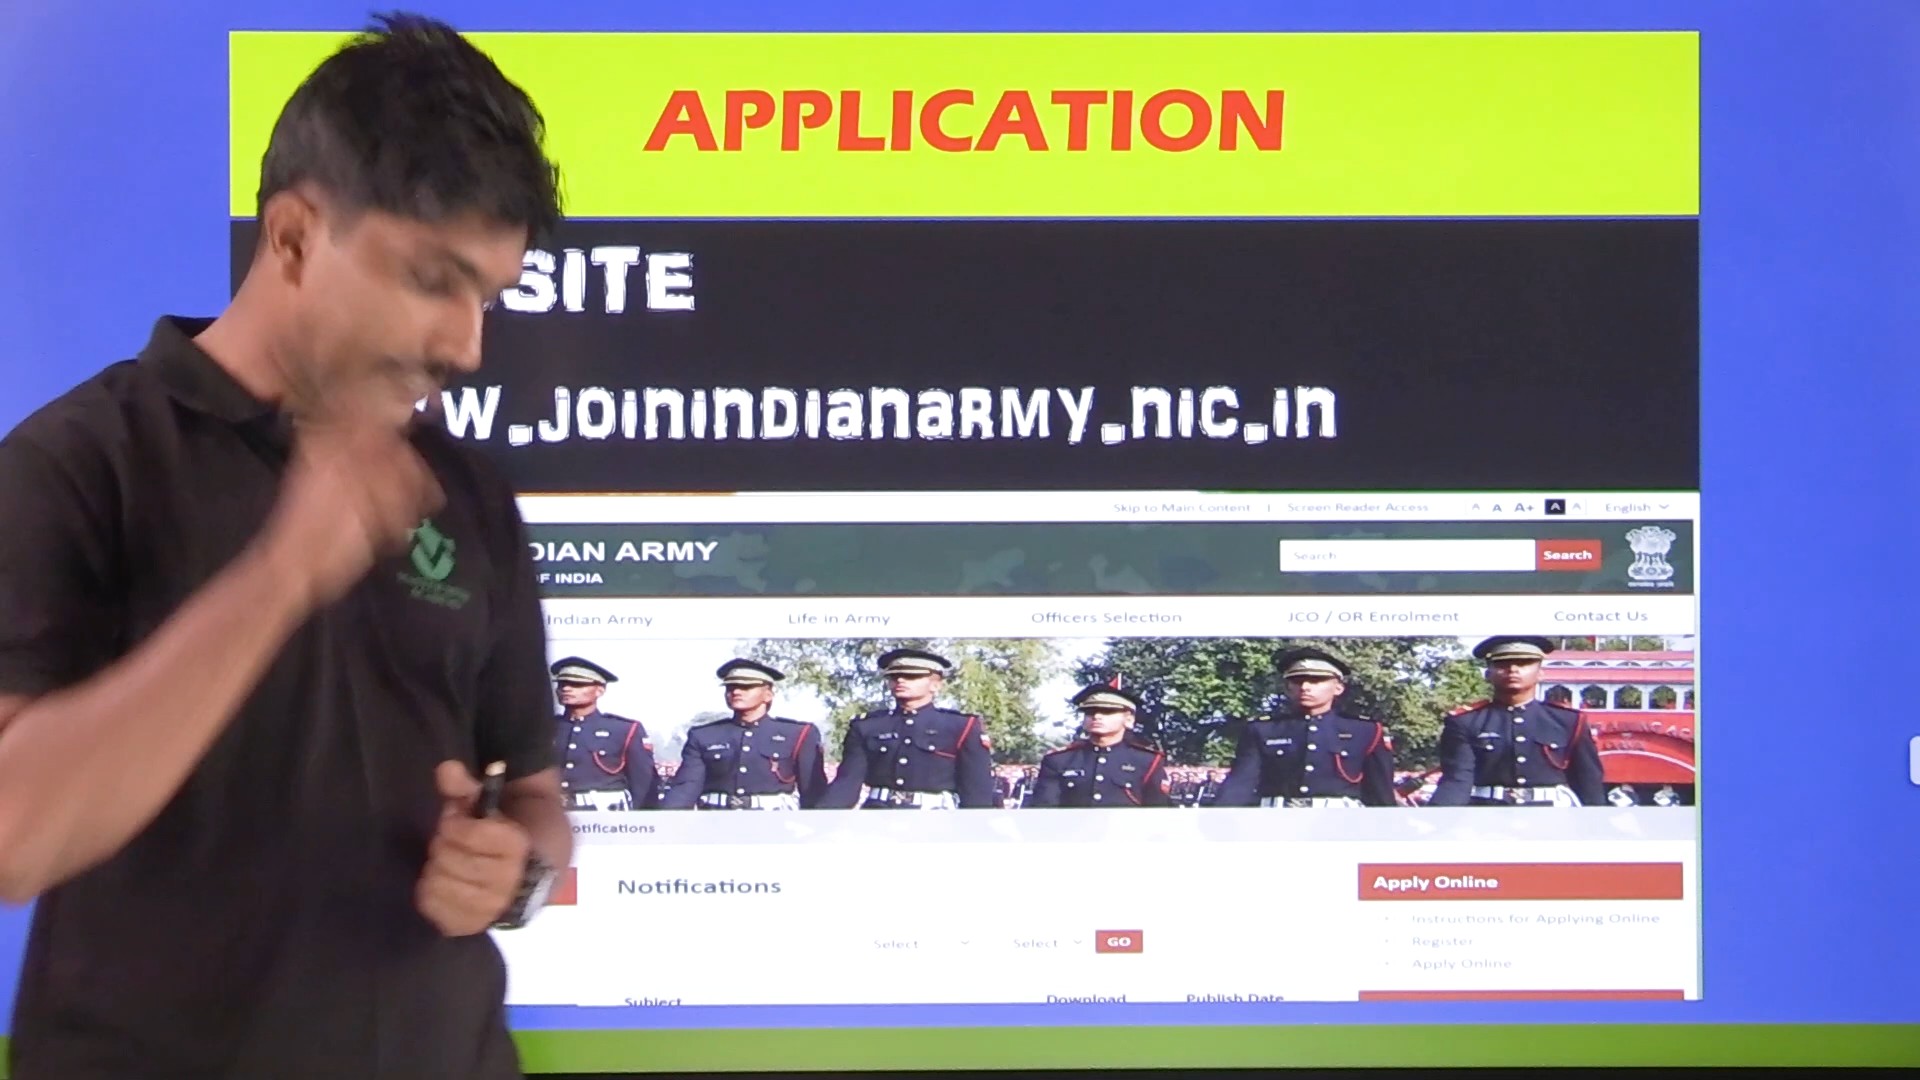 APPLICATION
SITE
W.JOININDIANARMY.NIC.IN
Skip to Main Content | Screen Reader Access A A A+ A A English
DIAN ARMY
OF INDIA
Search
Search
Indian Army Life in Army Officers Selection JCO / OR Enrolment Contact Us
otifications
Notifications
Apply Online
Instructions for Applying Online
Select Select GO
Register
Apply Online
Subject Download Publish Date